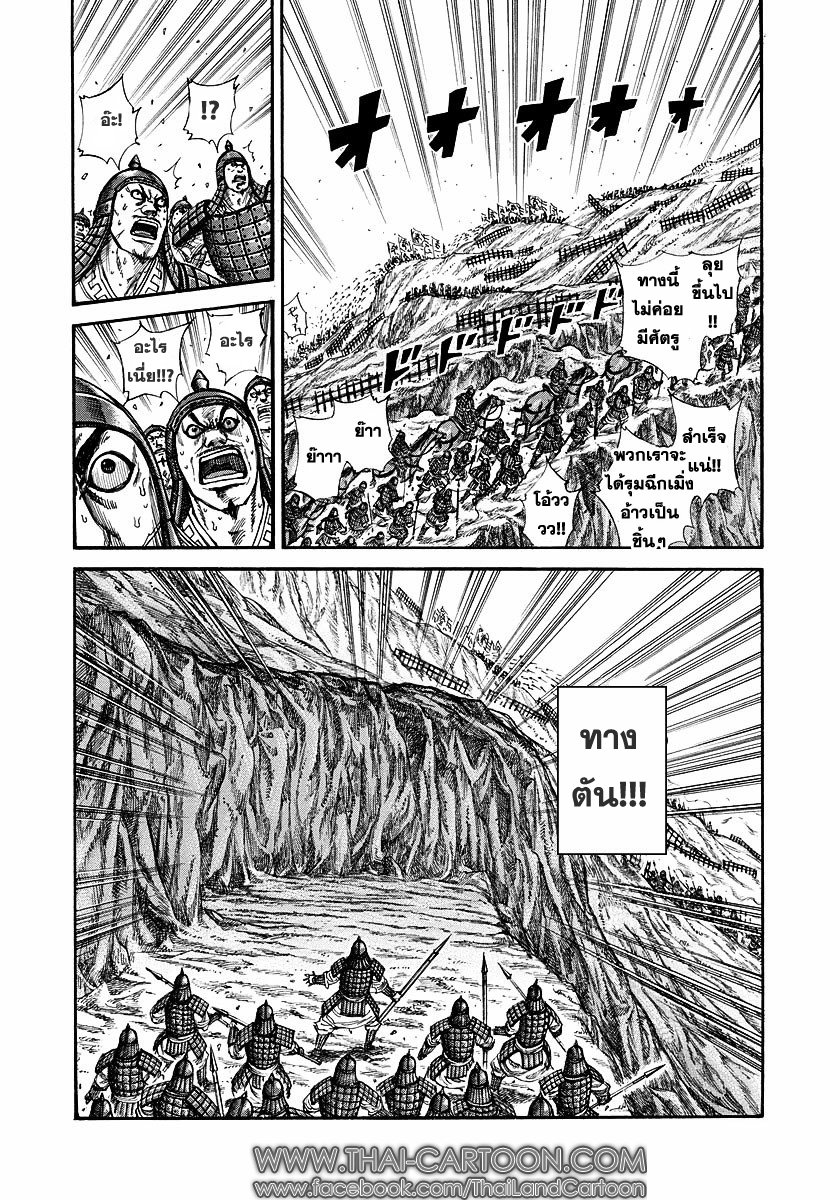 オオオオオ
ลุย
ขึ้นไป
!!
ทางนี้
ไม่ค่อย
มีศัตรู
ドドドドド
สำเร็จ
แน่!!
พวกเราจะ
ได้รุมฉีกเมิ่ง
อ้าวเป็น
ชิ้นๆ
โอ้วว
วว!!
ย๊าา
ย๊าาา
!?
อ๊ะ!
อะไร
อะไร
เนี่ย!!?
ทาง
ตัน!!!
WWW.THAI-CARTOON.COM
www.facebook.com/ThaiLandCartoon